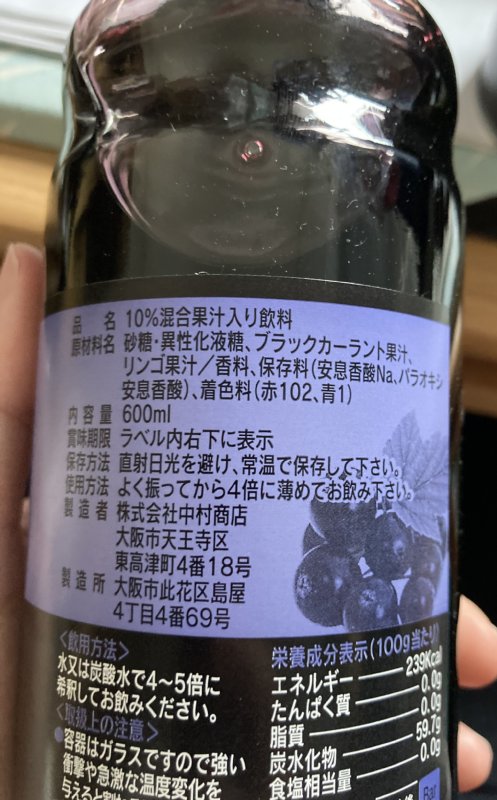 品名 10%混合果汁入り飲料
原材料名 砂糖・異性化液糖、ブラックカーラント果汁、
リンゴ果汁／香料、保存料(安息香酸Na、パラオキシ
安息香酸)、着色料(赤102、青1)
内容量 600ml
賞味期限 ラベル内右下に表示
保存方法 直射日光を避け、常温で保存して下さい。
使用方法 よく振ってから4倍に薄めてお飲み下さい。
製造者 株式会社中村商店
大阪市天王寺区
東高津町4番18号
製造所 大阪市此花区島屋
4丁目4番69号
〈飲用方法〉
水又は炭酸水で4〜5倍に
希釈してお飲みください。
〈取扱上の注意〉
●容器はガラスですので強い
衝撃や急激な温度変化を
栄養成分表示(100g当たり)
エネルギー 239Kcal
たんぱく質 0.0g
脂質 0.0g
炭水化物 59.7g
食塩相当量 0.0g
Bar